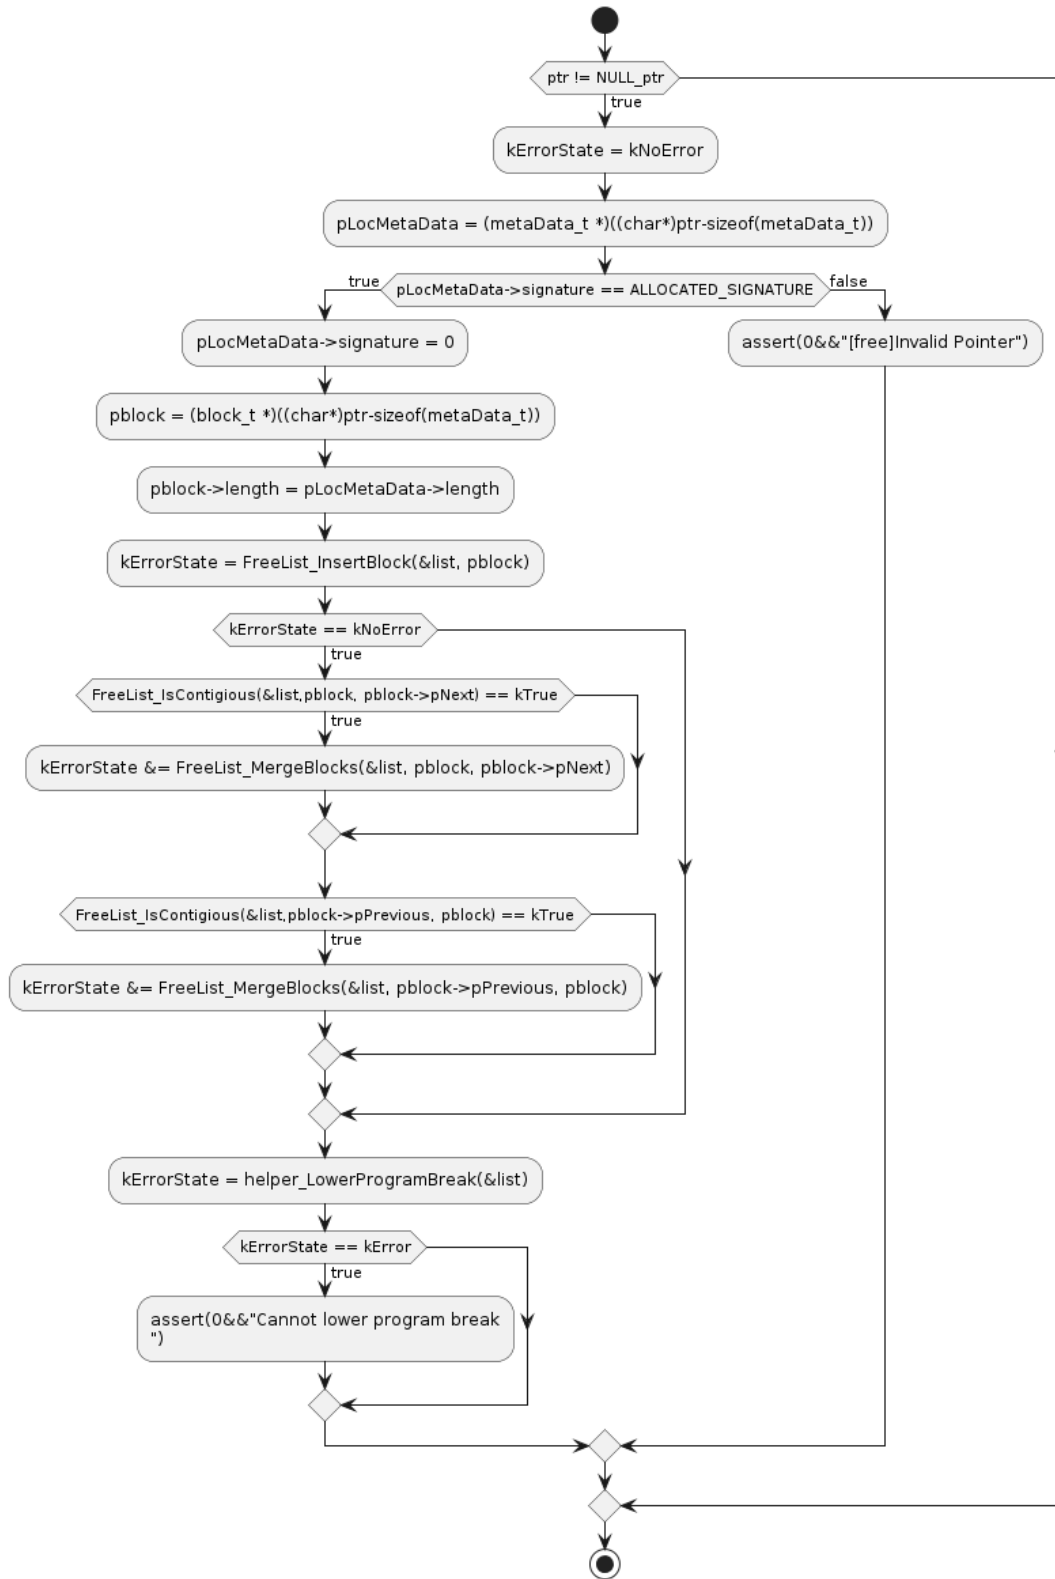 ptr != NULL_ptr
true
kErrorState = kNoError
pLocMetaData = (metaData_t *)((char*)ptr-sizeof(metaData_t))
true
pLocMetaData->signature == ALLOCATED_SIGNATURE
false
pLocMetaData->signature = 0
assert(0&&"[free]Invalid Pointer")
pblock = (block_t *)((char*)ptr-sizeof(metaData_t))
pblock->length = pLocMetaData->length
kErrorState = FreeList_InsertBlock(&list, pblock)
kErrorState == kNoError
true
FreeList_IsContigious(&list,pblock, pblock->pNext) == kTrue
true
kErrorState &= FreeList_MergeBlocks(&list, pblock, pblock->pNext)
FreeList_IsContigious(&list,pblock->pPrevious, pblock) == kTrue
true
kErrorState &= FreeList_MergeBlocks(&list, pblock->pPrevious, pblock)
kErrorState = helper_LowerProgramBreak(&list)
kErrorState == kError
true
assert(0&&"Cannot lower program break
")